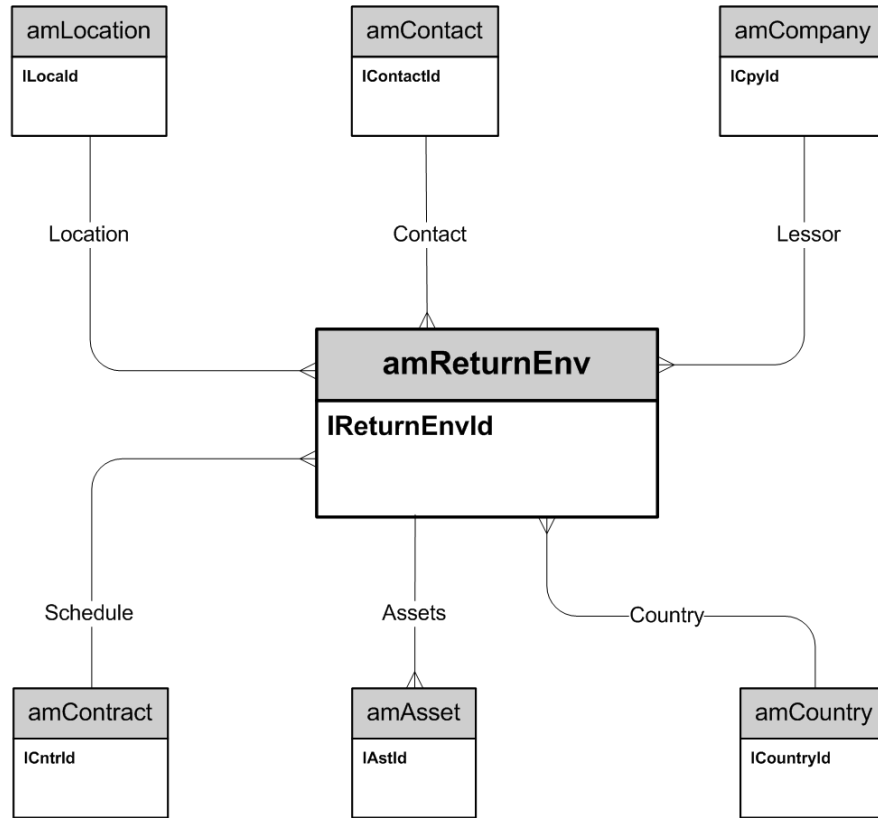 amLocation
amContact
amCompany
lLocaId
lContactId
lCpyId
Location
Contact
Lessor
amReturnEnv
lReturnEnvId
Schedule
Assets
Country
amContract
amAsset
amCountry
lCntrId
lAstId
lCountryId